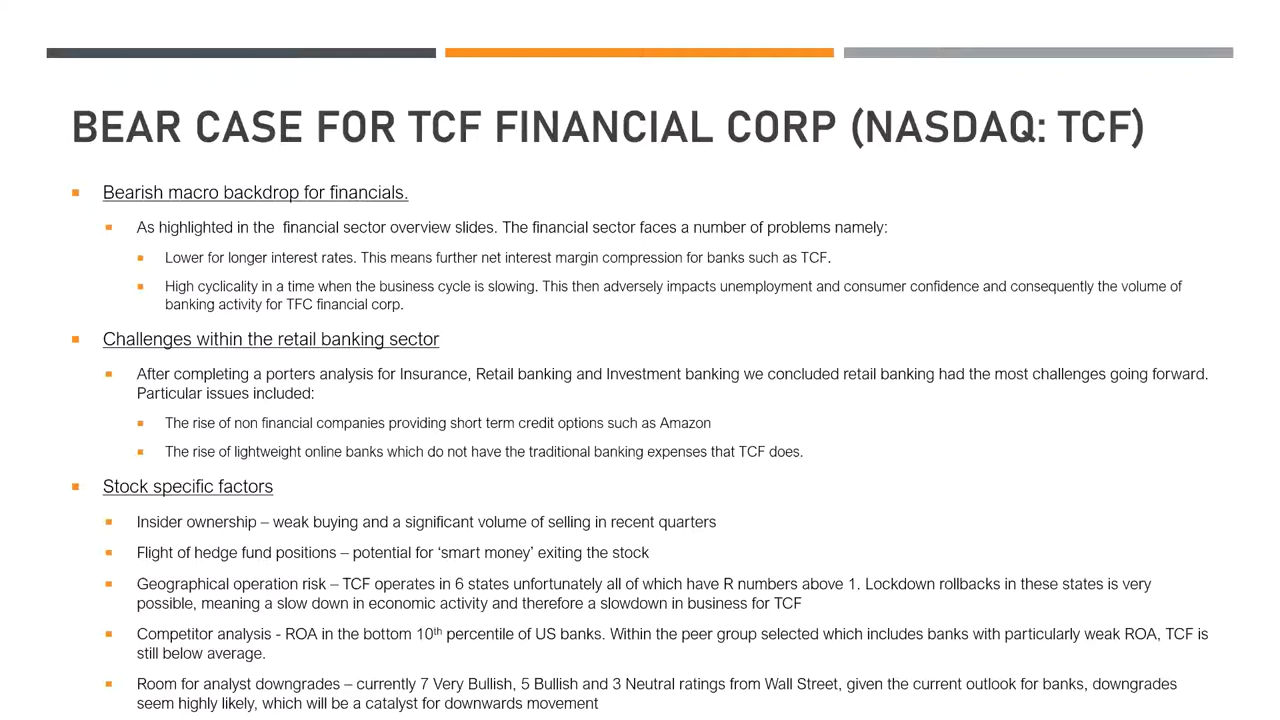 BEAR CASE FOR TCF FINANCIAL CORP (NASDAQ: TCF)
Bearish macro backdrop for financials.
As highlighted in the financial sector overview slides. The financial sector faces a number of problems namely:
Lower for longer interest rates. This means further net interest margin compression for banks such as TCF.
High cyclicality in a time when the business cycle is slowing. This then adversely impacts unemployment and consumer confidence and consequently the volume of
banking activity for TFC financial corp.
Challenges within the retail banking sector
After completing a porters analysis for Insurance, Retail banking and Investment banking we concluded retail banking had the most challenges going forward.
Particular issues included:
The rise of non financial companies providing short term credit options such as Amazon
The rise of lightweight online banks which do not have the traditional banking expenses that TCF does.
Stock specific factors
Insider ownership – weak buying and a significant volume of selling in recent quarters
Flight of hedge fund positions – potential for ‘smart money’ exiting the stock
Geographical operation risk – TCF operates in 6 states unfortunately all of which have R numbers above 1. Lockdown rollbacks in these states is very
possible, meaning a slow down in economic activity and therefore a slowdown in business for TCF
Competitor analysis - ROA in the bottom 10th percentile of US banks. Within the peer group selected which includes banks with particularly weak ROA, TCF is
still below average.
Room for analyst downgrades – currently 7 Very Bullish, 5 Bullish and 3 Neutral ratings from Wall Street, given the current outlook for banks, downgrades
seem highly likely, which will be a catalyst for downwards movement